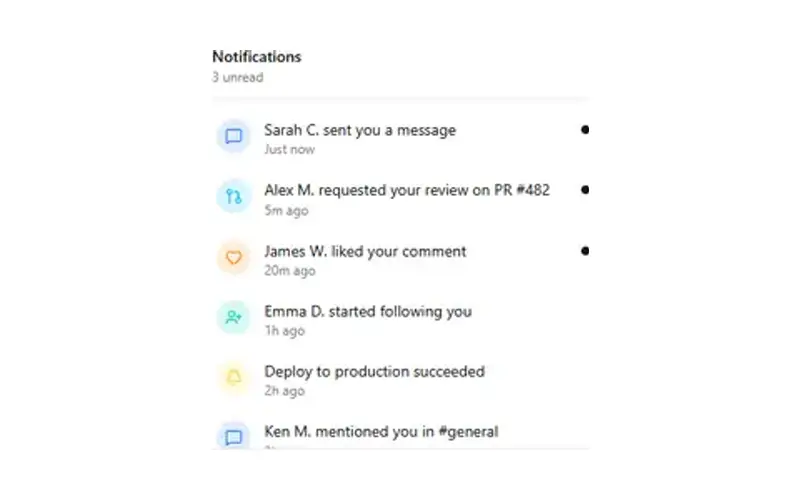 Notifications
3 unread
Sarah C. sent you a message
Just now
Alex M. requested your review on PR #482
5m ago
James W. liked your comment
20m ago
Emma D. started following you
1h ago
Deploy to production succeeded
2h ago
Ken M. mentioned you in #general